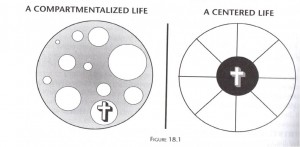 A COMPARTMENTALIZED LIFE
A CENTERED LIFE
FIGURE 18.1